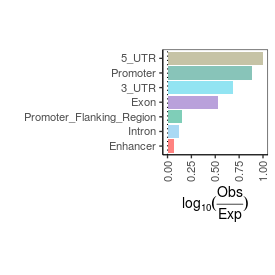 5_UTR
Promoter
3_UTR
Exon
Promoter_Flanking_Region
Intron
Enhancer
0.00 0.25 0.50 0.75 1.00
log10(Obs/Exp)